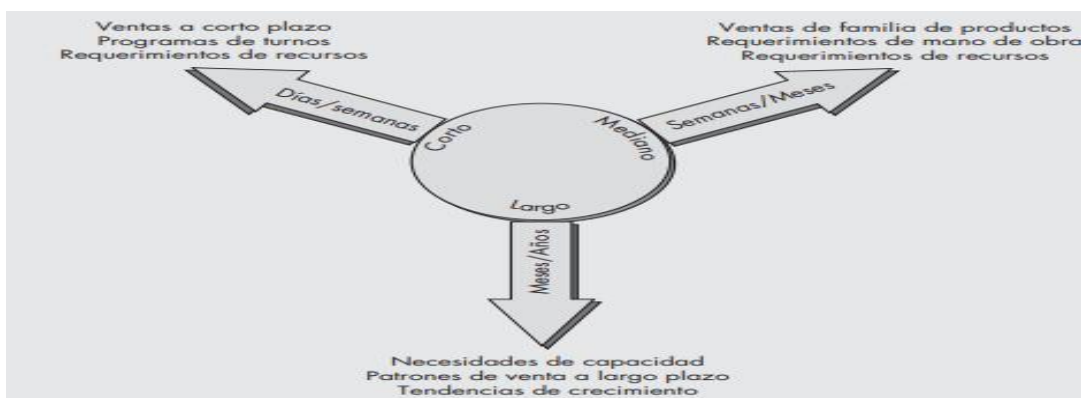 Ventas a corto plazo
Programas de turnos
Requerimientos de recursos
Días/semanas
Corto
Ventas de familia de productos
Requerimientos de mano de obra
Requerimientos de recursos
Semanas/Meses
Mediano
Largo
Meses/Años
Necesidades de capacidad
Patrones de venta a largo plazo
Tendencias de crecimiento